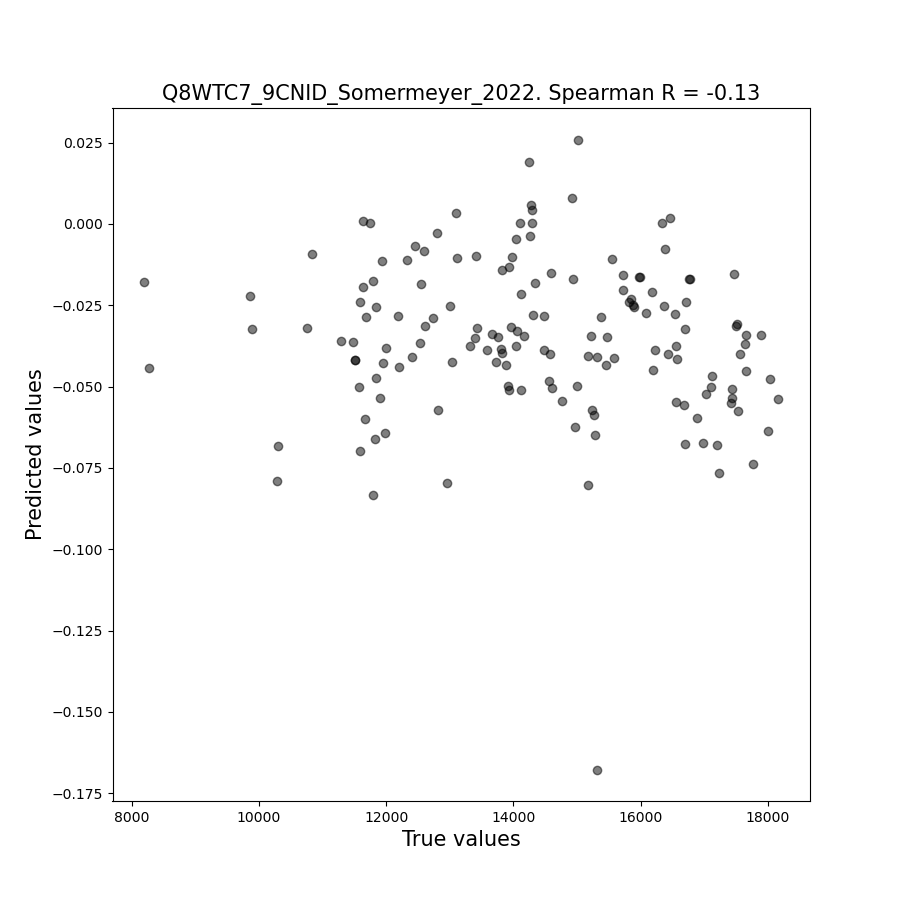 Q8WTC7_9CNID_Somermeyer_2022. Spearman R = -0.13
0.025
0.000
−0.025
−0.050
−0.075
−0.100
−0.125
−0.150
−0.175
Predicted values
8000 10000 12000 14000 16000 18000
True values